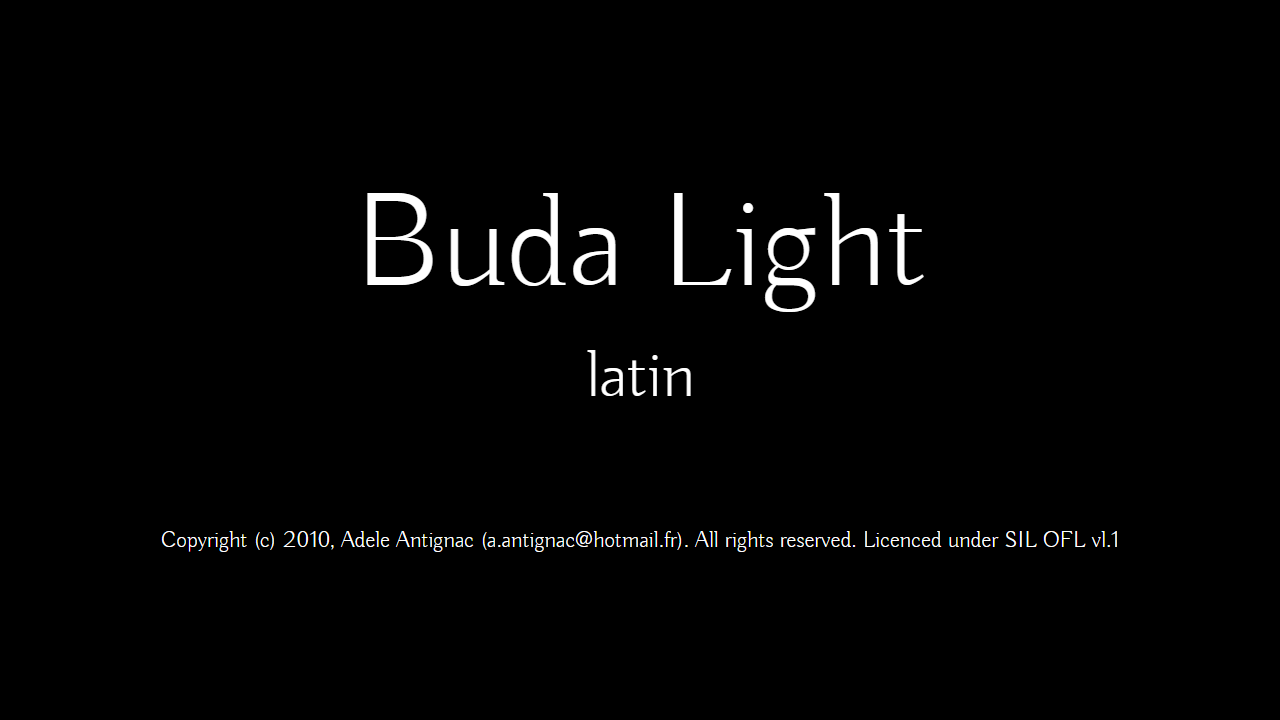 Buda Light
latin
Copyright (c) 2010, Adele Antignac (a.antignac@hotmail.fr). All rights reserved. Licenced under SIL OFL v1.1